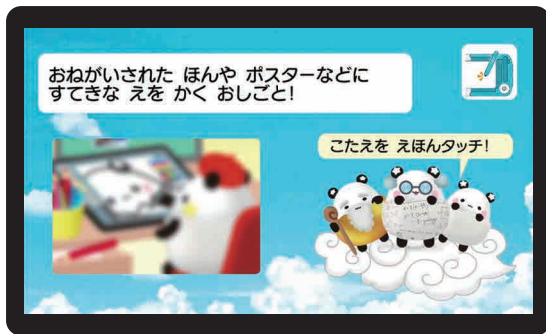 おねがいされた ほんや ポスターなどに
すてきな えを かく おしごと!
こたえを えほんタッチ!